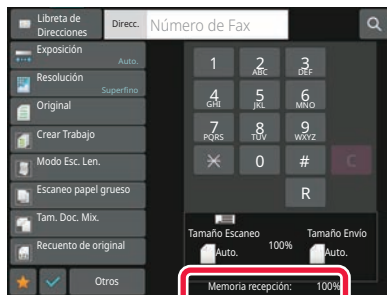 Libreta de
Direcciones
Direcc.
Número de Fax
Exposición
Auto.
Resolución
Superfino
Original
Crear Trabajo
Modo Esc. Len.
Escaneo papel
grueso
Tam. Doc. Mix.
Recuento de
original
Otros
1
2
ABC
3
DEF
4
GHI
5
JKL
6
MNO
7
PQRS
8
TUV
9
WXYZ
0
#
C
R
Tamaño Escaneo
Tamaño Envío
Auto.
100%
Auto.
Memoria recepción: 100%